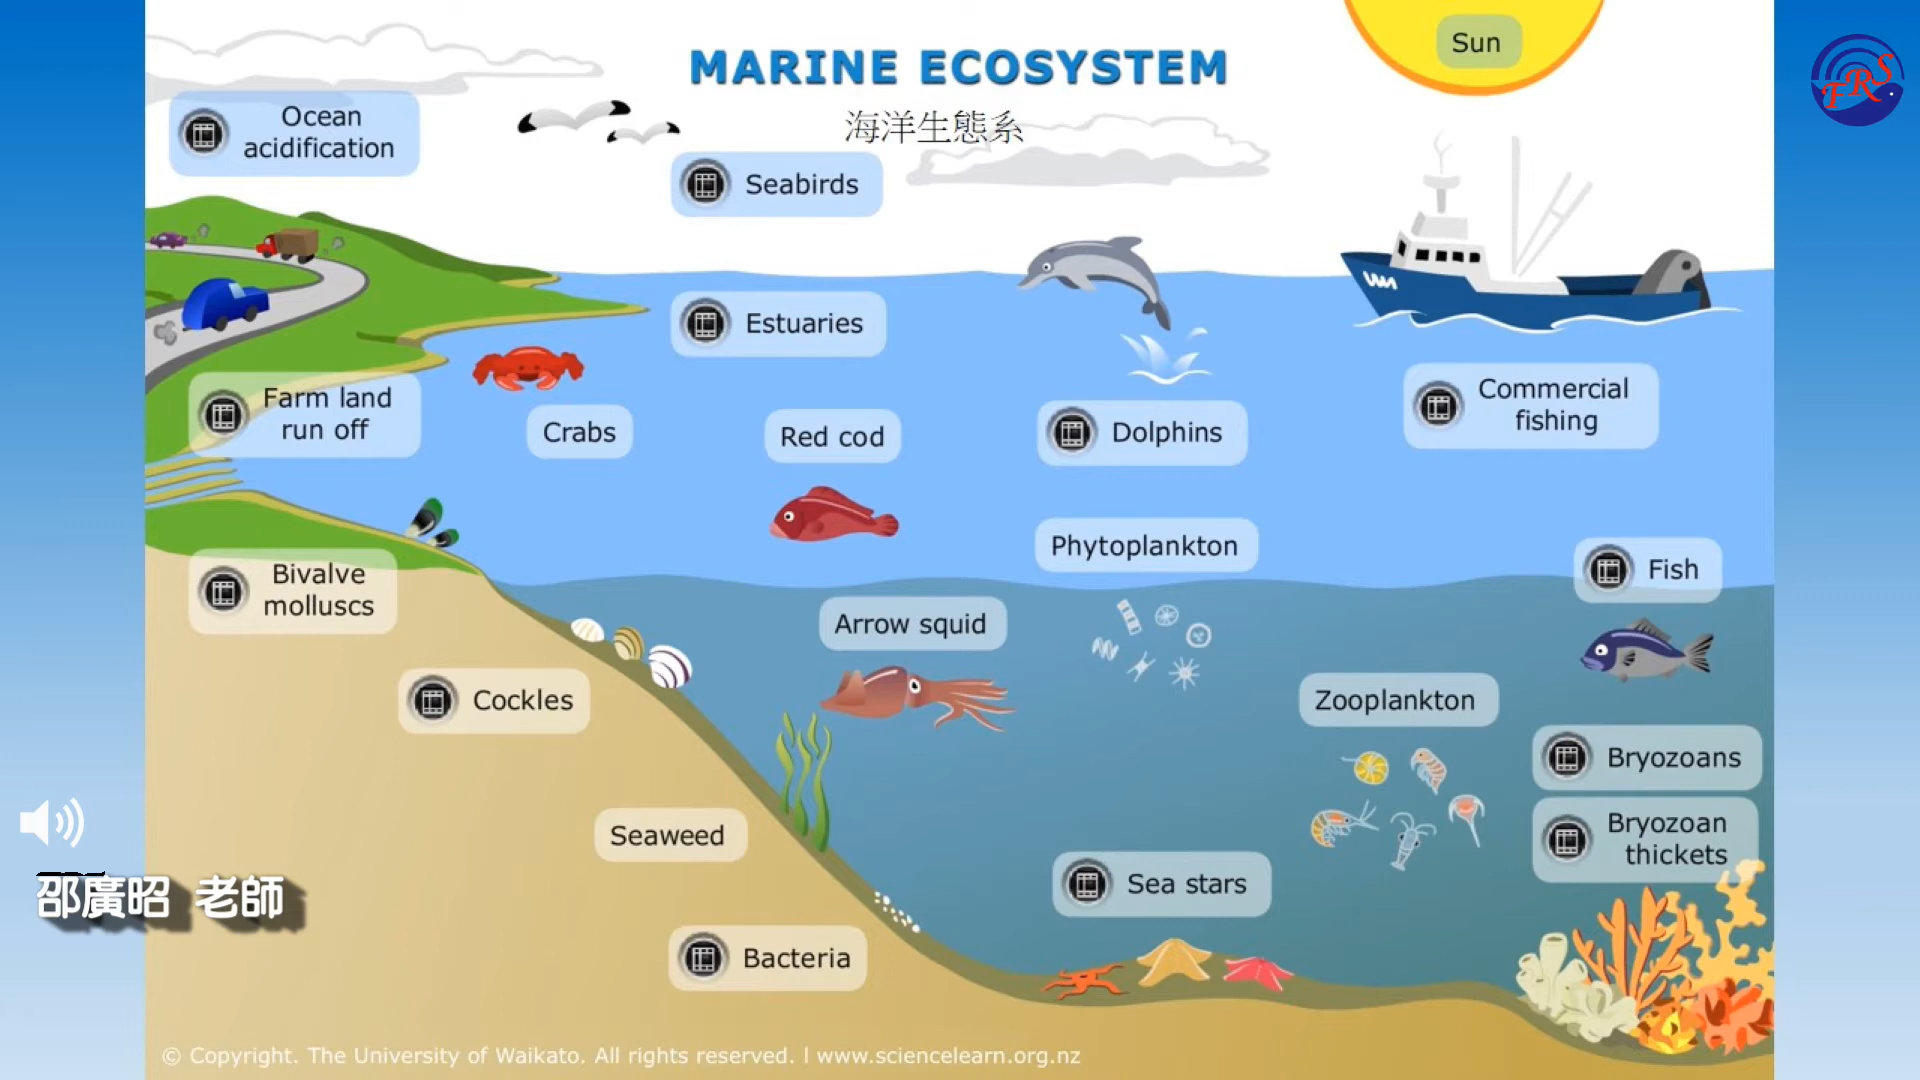 MARINE ECOSYSTEM
海洋生態系
Sun
FRS
Ocean
acidification
Seabirds
Estuaries
Farm land
run off
Crabs
Red cod
Dolphins
Commercial
fishing
Phytoplankton
Fish
Bivalve
molluscs
Arrow squid
Cockles
Zooplankton
Bryozoans
Bryozoan
thickets
Seaweed
Sea stars
邵廣昭 老師
Bacteria
© Copyright. The University of Waikato. All rights reserved. | www.sciencelearn.org.nz